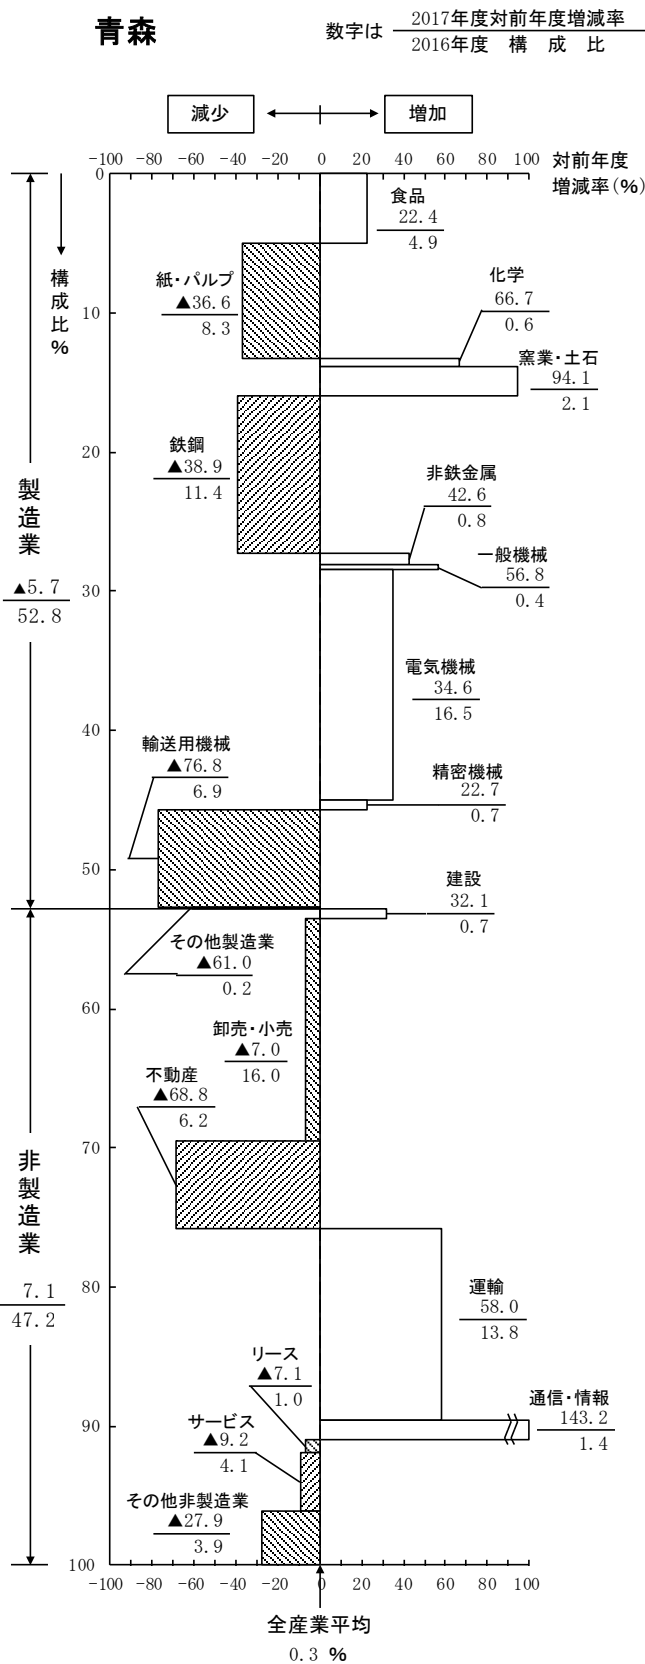 青森
数字は
2017年度対前年度増減率
2016年度 構 成 比
減少
増加
-100 -80 -60 -40 -20 0 20 40 60 80 100
対前年度
増減率(%)
0
構成比%
食品
22.4
4.9
紙・パルプ
▲36.6
8.3
化学
66.7
0.6
10
窯業・土石
94.1
2.1
鉄鋼
▲38.9
11.4
20
非鉄金属
42.6
0.8
製造業
▲5.7
52.8
一般機械
56.8
0.4
30
電気機械
34.6
16.5
40
輸送用機械
▲76.8
6.9
精密機械
22.7
0.7
50
建設
32.1
0.7
その他製造業
▲61.0
0.2
60
卸売・小売
▲7.0
16.0
不動産
▲68.8
6.2
70
非製造業
7.1
47.2
80
運輸
58.0
13.8
リース
▲7.1
1.0
通信・情報
143.2
1.4
90
サービス
▲9.2
4.1
その他非製造業
▲27.9
3.9
100
-100 -80 -60 -40 -20 0 20 40 60 80 100
全産業平均
0.3 %